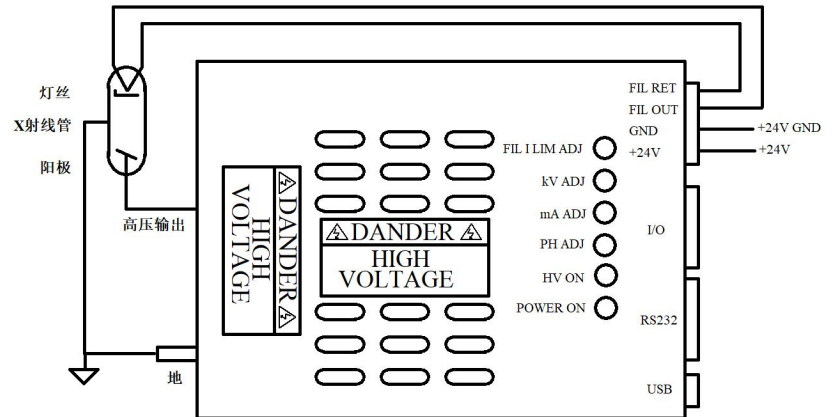 灯丝
X射线管
阳极
高压输出
地
DANDER
HIGH
VOLTAGE
DANDER
HIGH
VOLTAGE
FIL I LIM ADJ
kV ADJ
mA ADJ
PH ADJ
HV ON
POWER ON
FIL RET
FIL OUT
GND
+24V
+24V GND
+24V
I/O
RS232
USB